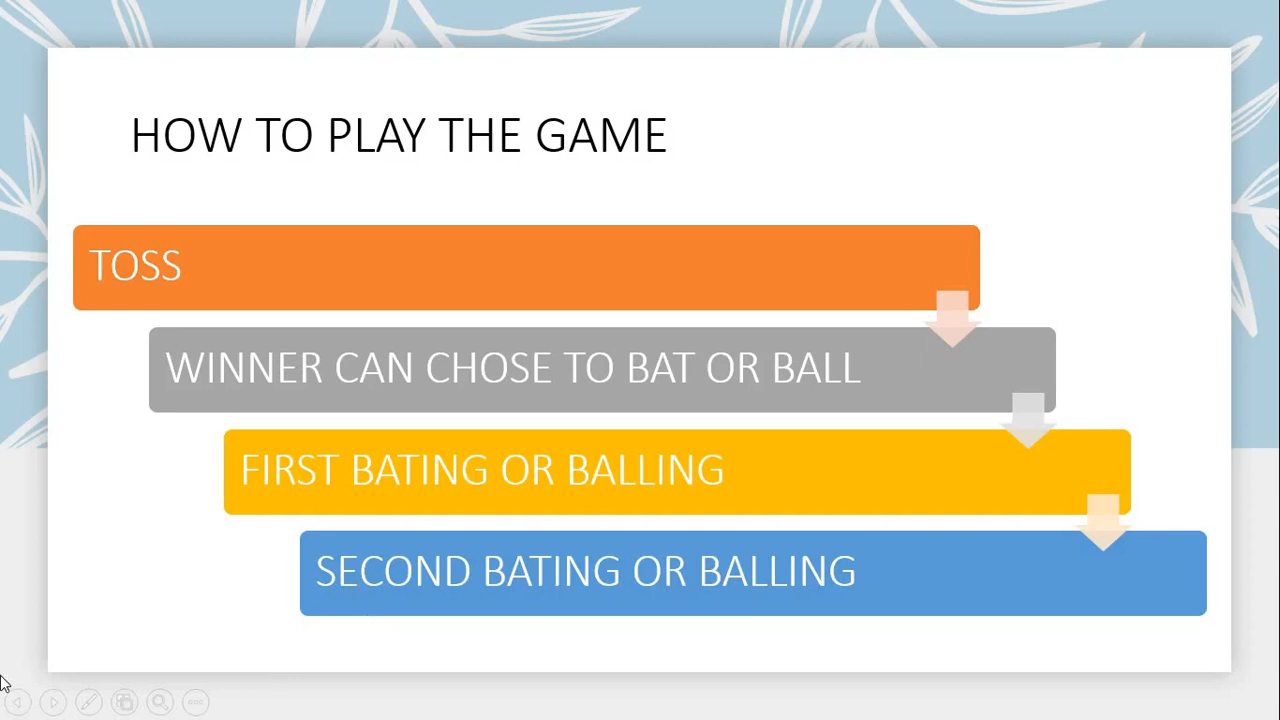 HOW TO PLAY THE GAME
TOSS
WINNER CAN CHOSE TO BAT OR BALL
FIRST BATING OR BALLING
SECOND BATING OR BALLING